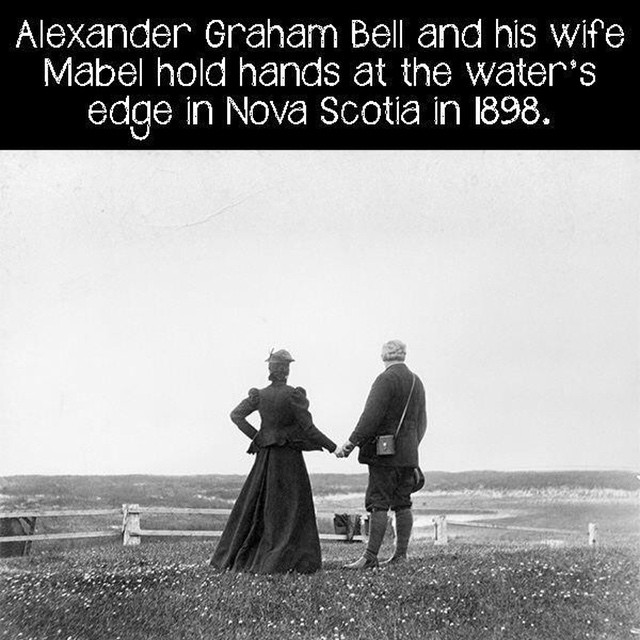 Alexander Graham Bell and his wife
Mabel hold hands at the water's
edge in Nova Scotia in 1898.